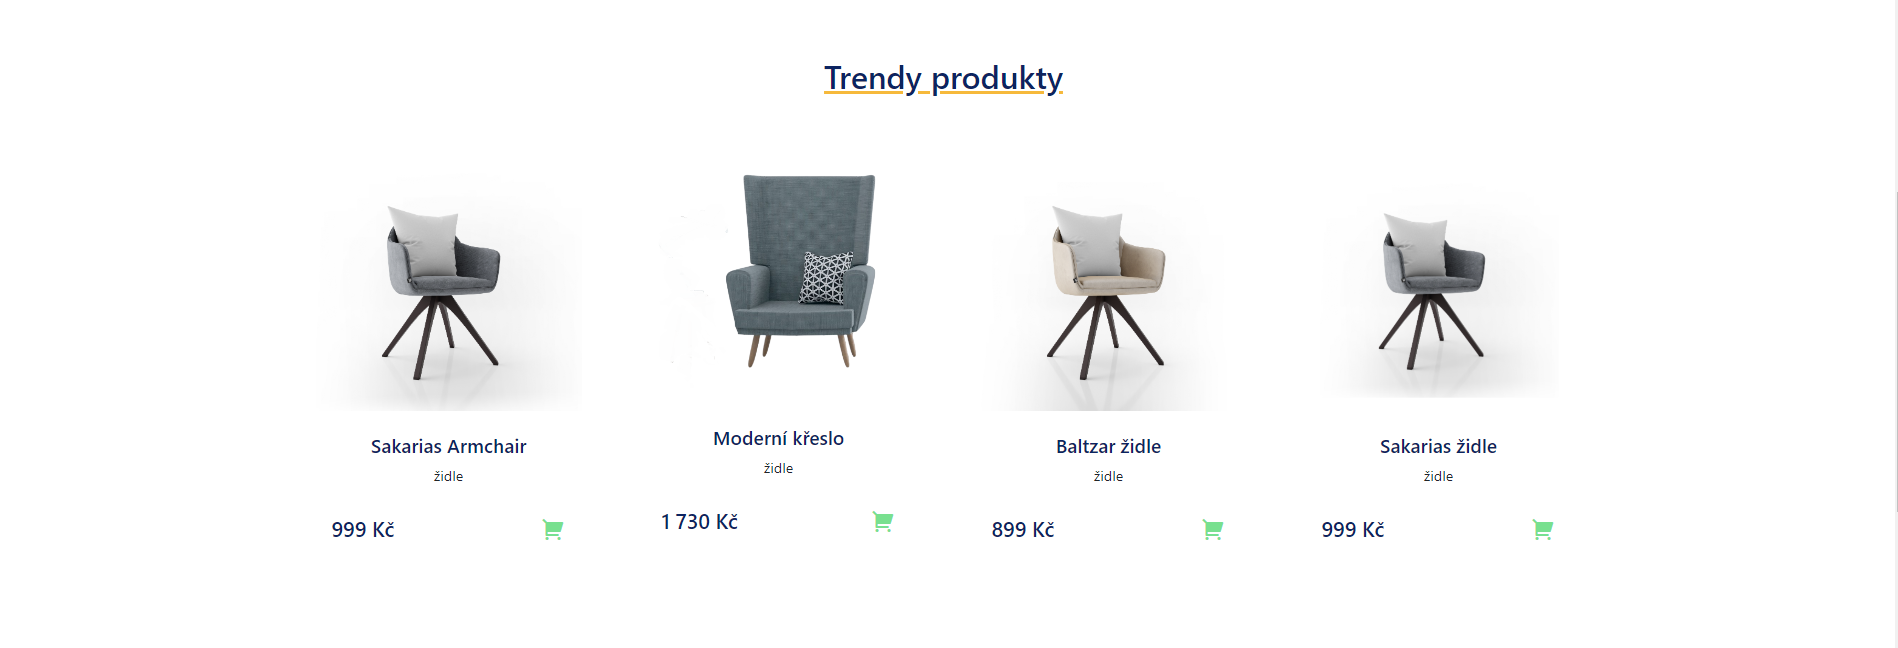 Trendy produkty
Sakarias Armchair
židle
999 Kč
Moderní křeslo
židle
1 730 Kč
Baltzar židle
židle
899 Kč
Sakarias židle
židle
999 Kč